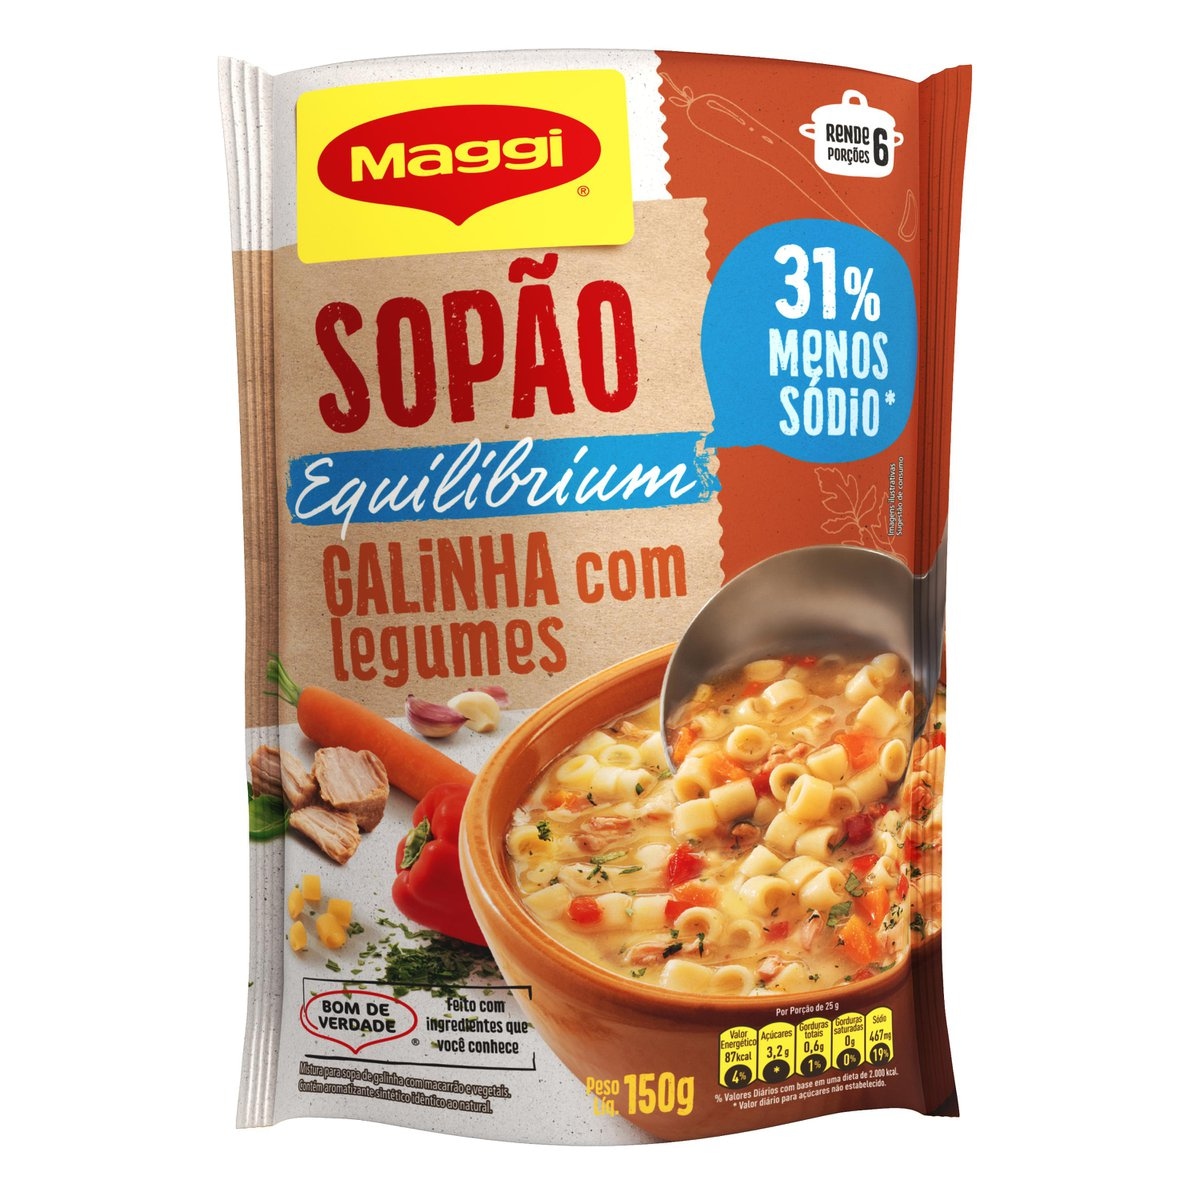 Maggi
®
RENDE
PORÇÕES 6
31%
MENOS
SÓDIO*
SOPÃO
Equilibrium
GALINHA com
legumes
Imagens ilustrativas
Sugestão de consumo
BOM DE
VERDADE
®
Feito com
ingredientes que
você conhece
Mistura para sopa de galinha com macarrão e vegetais.
Contém aromatizante sintético idêntico ao natural.
Peso
Líq. 150g
Por Porção de 25 g
Valor Energético 87kcal 4%
Açúcares 3,2g *
Gorduras totais 0,6g 1%
Gorduras saturadas 0g 0%
Sódio 467mg 19%
% Valores Diários com base em uma dieta de 2.000 kcal.
* Valor diário para açúcares não estabelecido.